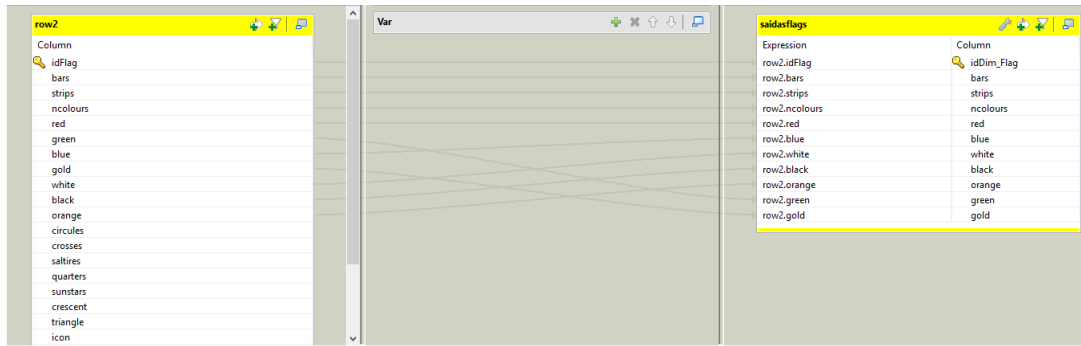 row2
Column
idFlag
bars
strips
ncolours
red
green
blue
gold
white
black
orange
circules
crosses
saltires
quarters
sunstars
crescent
triangle
icon
Var
saidasflags
Expression Column
row2.idFlag idDim_Flag
row2.bars bars
row2.strips strips
row2.ncolours ncolours
row2.red red
row2.blue blue
row2.white white
row2.black black
row2.orange orange
row2.green green
row2.gold gold